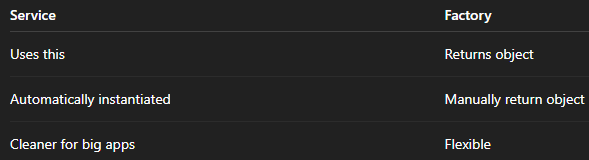 Service Factory
Uses this Returns object
Automatically instantiated Manually return object
Cleaner for big apps Flexible